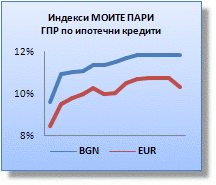 Индекси МОИТЕ ПАРИ
ГПР по ипотечни кредити
12%
10%
8%
BGN
EUR